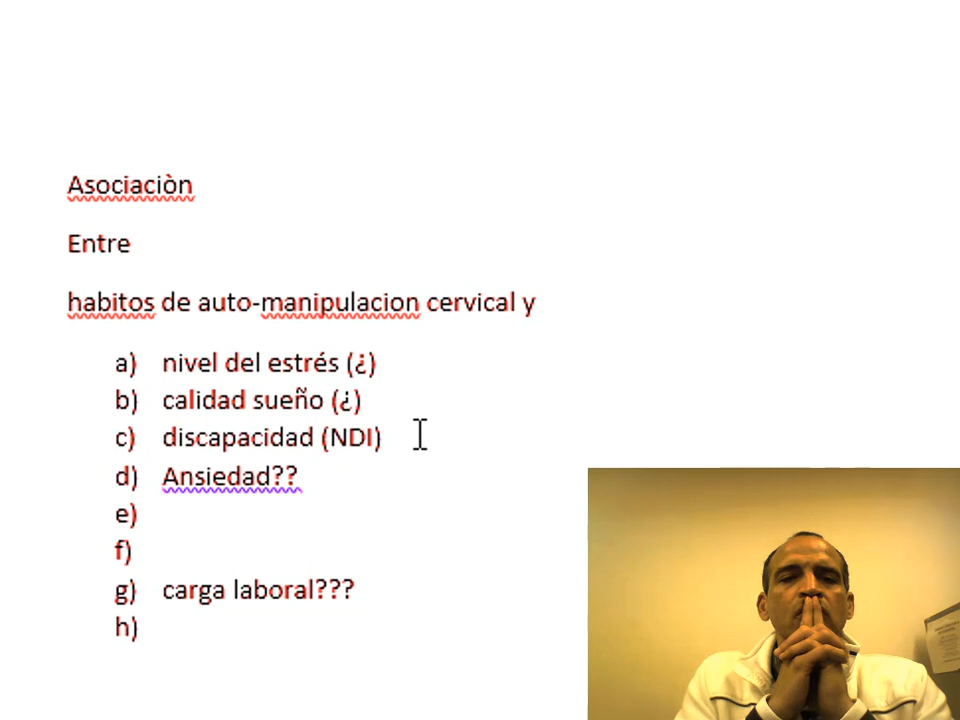 Asociaciòn
Entre
habitos de auto-manipulacion cervical y
a) nivel del estrés (¿)
b) calidad sueño (¿)
c) discapacidad (NDI)
d) Ansiedad??
e)
f)
g) carga laboral???
h)